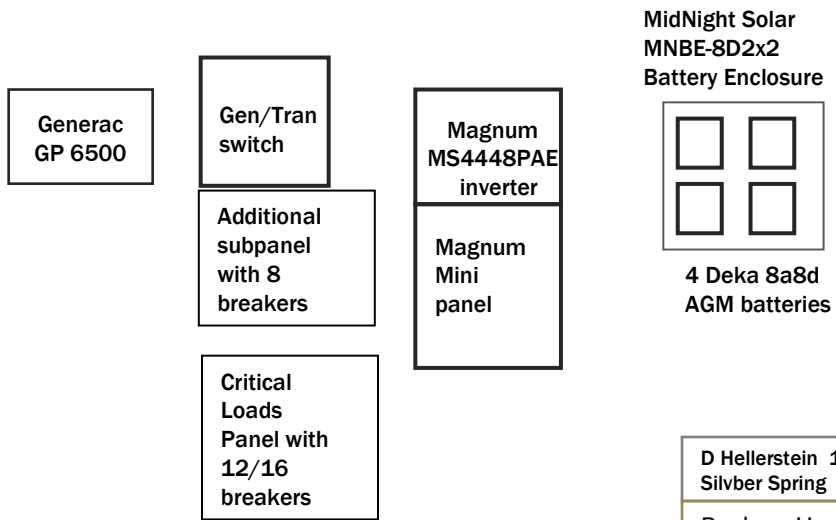 MidNight Solar
MNBE-8D2x2
Battery Enclosure
Generac
GP 6500
Gen/Tran
switch
Magnum
MS4448PAE
inverter
Additional
subpanel
with 8
breakers
Magnum
Mini
panel
4 Deka 8a8d
AGM batteries
Critical
Loads
Panel with
12/16
breakers
D Hellerstein 1
Silvber Spring